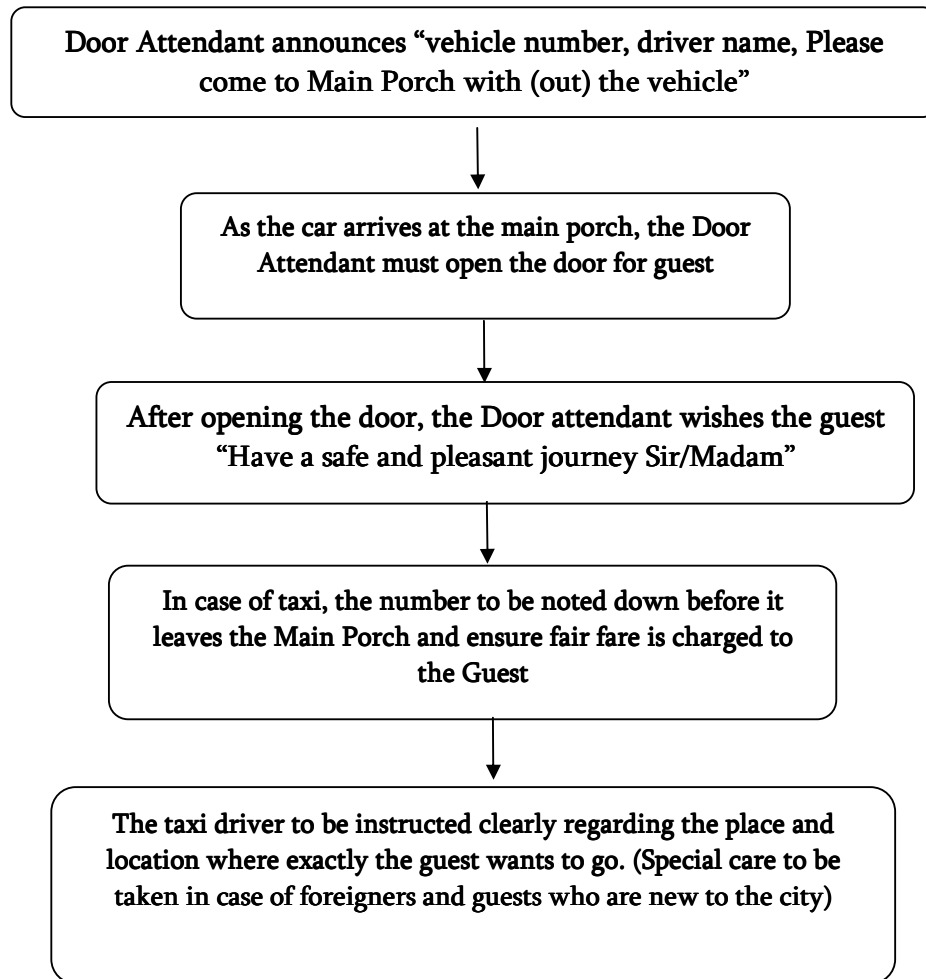 Door Attendant announces “vehicle number, driver name, Please
come to Main Porch with (out) the vehicle”
As the car arrives at the main porch, the Door
Attendant must open the door for guest
After opening the door, the Door attendant wishes the guest
“Have a safe and pleasant journey Sir/Madam”
In case of taxi, the number to be noted down before it
leaves the Main Porch and ensure fair fare is charged to
the Guest
The taxi driver to be instructed clearly regarding the place and
location where exactly the guest wants to go. (Special care to be
taken in case of foreigners and guests who are new to the city)